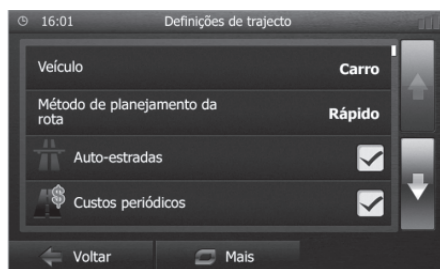 16:01 Definições de trajecto
Veículo Carro
Método de planejamento da
rota Rápido
Auto-estradas
Custos periódicos
Voltar Mais